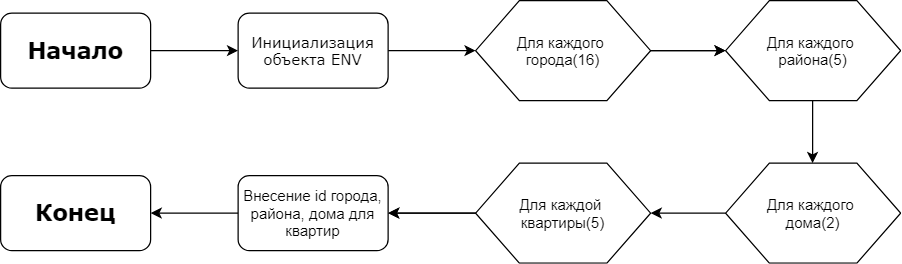 Начало
Инициализация
объекта ENV
Для каждого
города(16)
Для каждого
района(5)
Для каждого
дома(2)
Для каждой
квартиры(5)
Внесение id города,
района, дома для
квартир
Конец